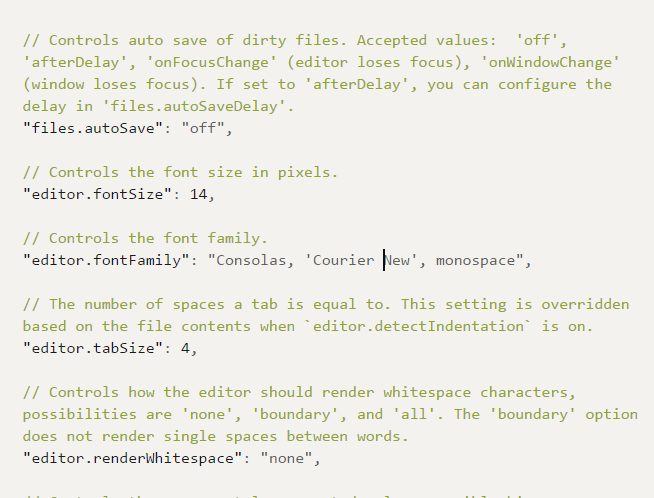 // Controls auto save of dirty files. Accepted values:  'off',
'afterDelay', 'onFocusChange' (editor loses focus), 'onWindowChange'
(window loses focus). If set to 'afterDelay', you can configure the
delay in 'files.autoSaveDelay'.
"files.autoSave": "off",
// Controls the font size in pixels.
"editor.fontSize": 14,
// Controls the font family.
"editor.fontFamily": "Consolas, 'Courier New', monospace",
// The number of spaces a tab is equal to. This setting is overridden
based on the file contents when `editor.detectIndentation` is on.
"editor.tabSize": 4,
// Controls how the editor should render whitespace characters,
possibilities are 'none', 'boundary', and 'all'. The 'boundary' option
does not render single spaces between words.
"editor.renderWhitespace": "none",